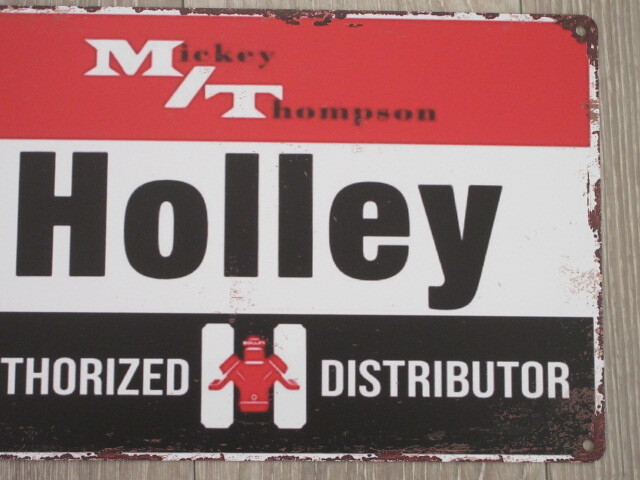 Mickey
M/T
Thompson
Holley
THORIZED H DISTRIBUTOR